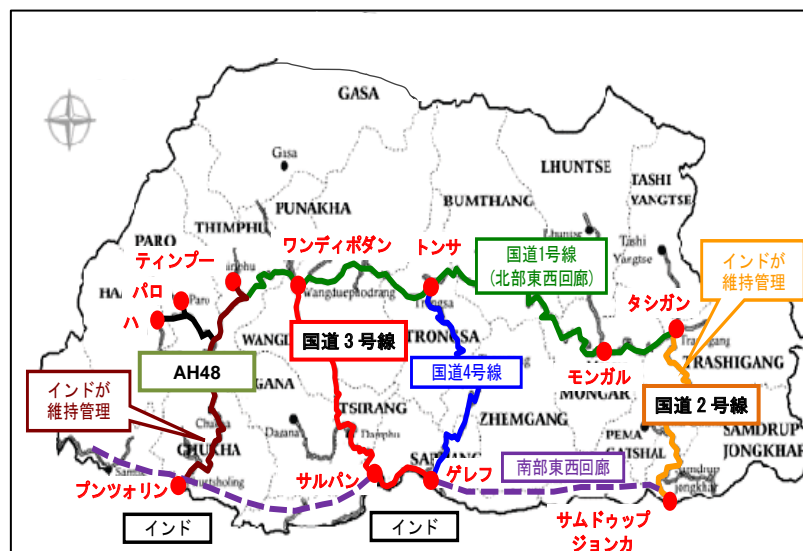 GASA
Gasa
LHUNTSE
TASHI
YANGTSE
BUMTHANG
PUNAKHA
THIMPHU
PARO
ワンディポダン
トンサ
国道1号線
(北部東西回廊)
インドが
維持管理
Tashi
Yangtse
ティンプー
パロ
Paro
ハ
タシガン
Wangduephodrang
国道3号線
TRONGSA
AH48
国道4号線
モンガル
TRASHIGANG
MONGAR
国道2号線
インドが
維持管理
TSIRANG
ZHEMGANG
Damphu
PEMA
GATSHAL
SAMDRUP
JONGKHAR
サルパン
ゲレフ
南部東西回廊
プンツォリン
インド
インド
サムドゥップ
ジョンカ